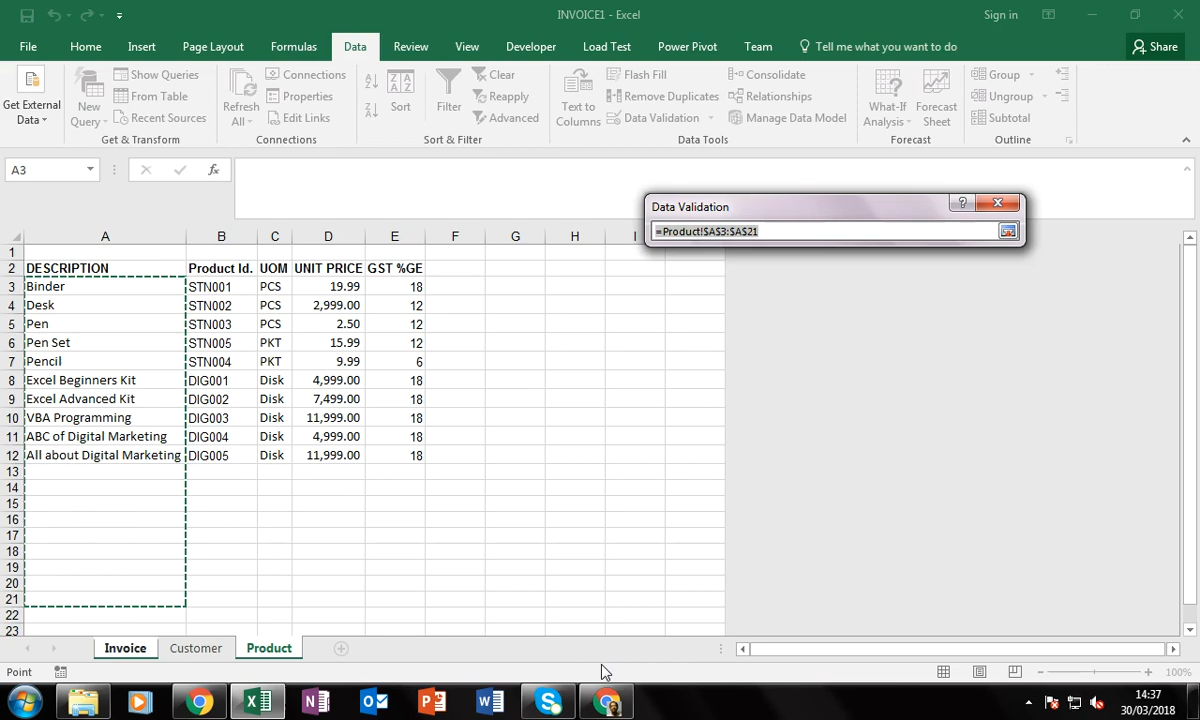 INVOICE1 - Excel
Sign in
File Home Insert Page Layout Formulas Data Review View Developer Load Test Power Pivot Team Tell me what you want to do Share
Get External Data
New Query
Show Queries
From Table
Recent Sources
Get & Transform
Refresh All
Connections
Properties
Edit Links
Connections
Sort
Filter
Clear
Reapply
Advanced
Sort & Filter
Text to Columns
Flash Fill
Remove Duplicates
Data Validation
Consolidate
Relationships
Manage Data Model
Data Tools
What-If Analysis
Forecast Sheet
Forecast
Group
Ungroup
Subtotal
Outline
A3 fx
Data Validation ?
=Product!$A$3:$A$21
A B C D E F G H I
1
2 DESCRIPTION Product Id. UOM UNIT PRICE GST %GE
3 Binder STN001 PCS 19.99 18
4 Desk STN002 PCS 2,999.00 12
5 Pen STN003 PCS 2.50 12
6 Pen Set STN005 PKT 15.99 12
7 Pencil STN004 PKT 9.99 6
8 Excel Beginners Kit DIG001 Disk 4,999.00 18
9 Excel Advanced Kit DIG002 Disk 7,499.00 18
10 VBA Programming DIG003 Disk 11,999.00 18
11 ABC of Digital Marketing DIG004 Disk 4,999.00 18
12 All about Digital Marketing DIG005 Disk 11,999.00 18
13
14
15
16
17
18
19
20
21
22
23
Invoice Customer Product
Point 100%
14:37
30/03/2018